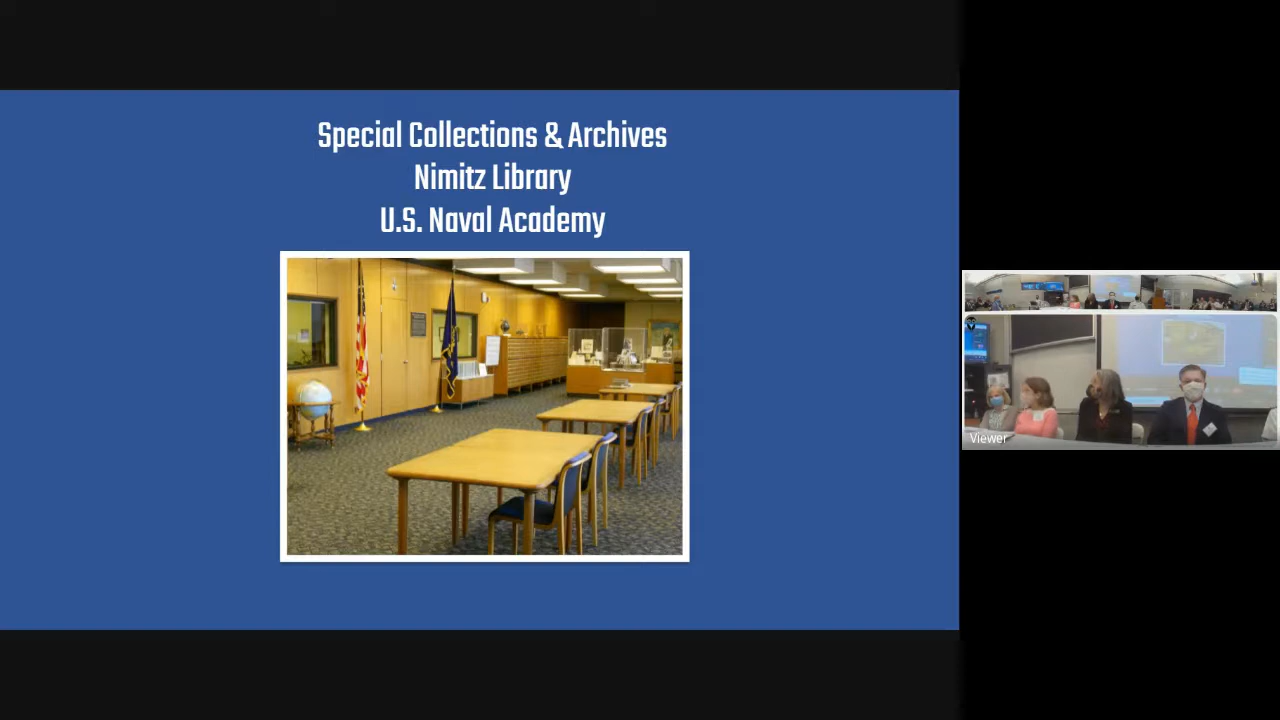 Special Collections & Archives
Nimitz Library
U.S. Naval Academy
Viewer